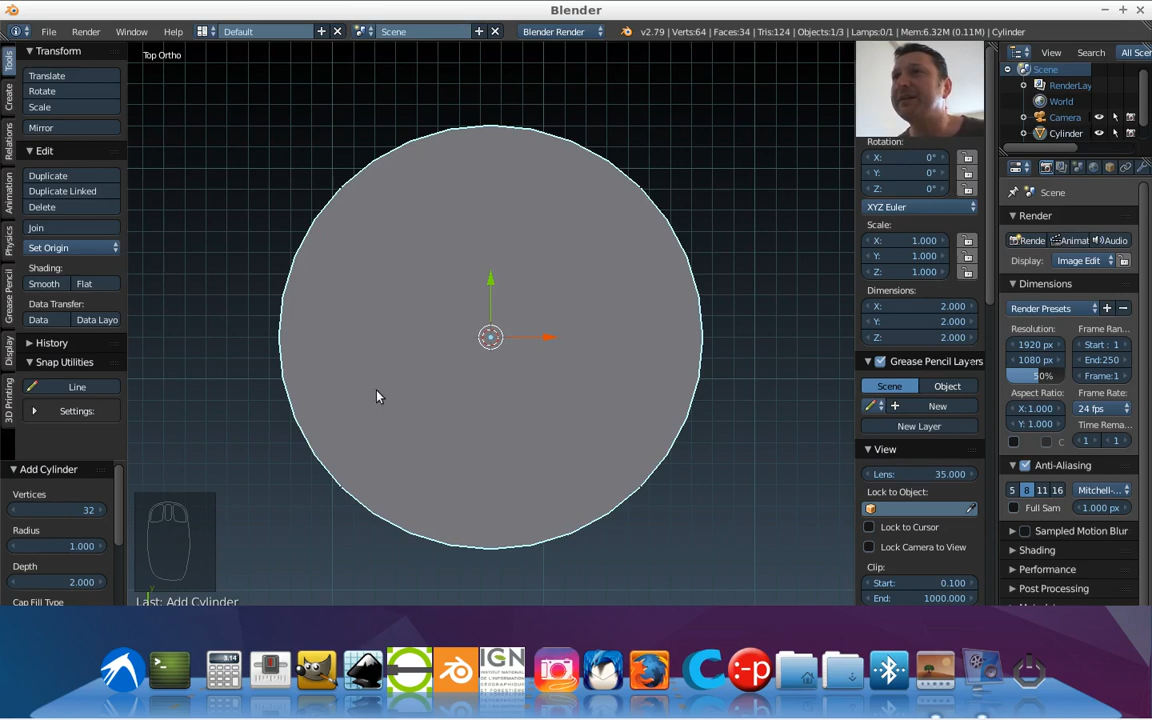 Blender
File Render Window Help Default Scene Blender Render v2.79 | Verts:64 | Faces:34 | Tris:124 | Objects:1/3 | Lamps:0/1 | Mem:6.32M (0.11M) | Cylinder
Tools
Create
Relations
Animation
Physics
Grease Pencil
Display
3D Printing
Transform
Translate
Rotate
Scale
Mirror
Edit
Duplicate
Duplicate Linked
Delete
Join
Set Origin
Shading:
Smooth Flat
Data Transfer:
Data Data Layo
History
Snap Utilities
Line
Settings:
Add Cylinder
Vertices
32
Radius
1.000
Depth
2.000
Cap Fill Type
Top Ortho
Last: Add Cylinder
Rotation:
X: 0°
Y: 0°
Z: 0°
XYZ Euler
Scale:
X: 1.000
Y: 1.000
Z: 1.000
Dimensions:
X: 2.000
Y: 2.000
Z: 2.000
Grease Pencil Layers
Scene Object
New
New Layer
View
Lens: 35.000
Lock to Object:
Lock to Cursor
Lock Camera to View
Clip:
Start: 0.100
End: 1000.000
View Search All Scen
Scene
RenderLay
World
Camera
Cylinder
Scene
Render
Rende Animat Audio
Display: Image Edit
Dimensions
Render Presets
Resolution: Frame Ran...
1920 px Start : 1
1080 px End:250
50% Frame:1
Aspect Ratio: Frame Rate:
X:1.000 24 fps
Y: 1.000 Time Rema...
C 1 1
Anti-Aliasing
5 8 11 16 Mitchell-...
Full Sam 1.000 px
Sampled Motion Blur
Shading
Performance
Post Processing
3.14
IGN
INSTITUT NATIONAL
:p